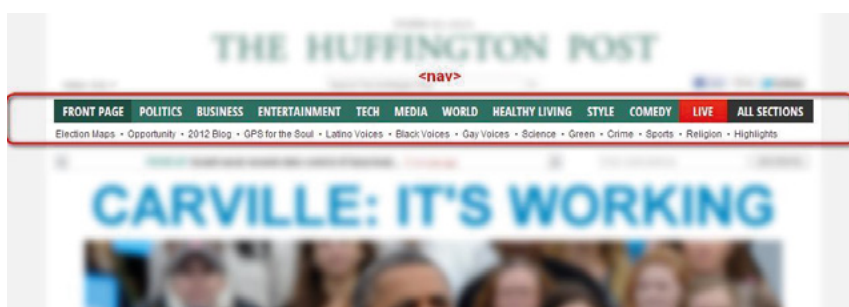 THE HUFFINGTON POST
<nav>
FRONT PAGE POLITICS BUSINESS ENTERTAINMENT TECH MEDIA WORLD HEALTHY LIVING STYLE COMEDY LIVE ALL SECTIONS
Election Maps • Opportunity • 2012 Blog • GPS for the Soul • Latino Voices • Black Voices • Gay Voices • Science • Green • Crime • Sports • Religion • Highlights
CARVILLE: IT'S WORKING